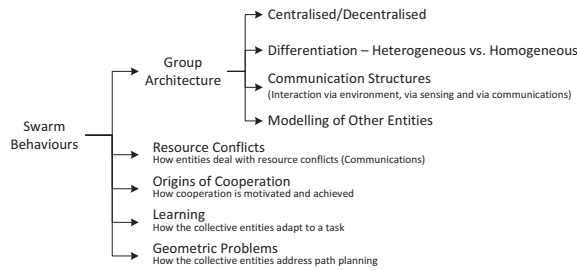 Centralised/Decentralised
Differentiation – Heterogeneous vs. Homogeneous
Group
Architecture
Communication Structures
(Interaction via environment, via sensing and via communications)
Modelling of Other Entities
Swarm
Behaviours
Resource Conflicts
How entities deal with resource conflicts (Communications)
Origins of Cooperation
How cooperation is motivated and achieved
Learning
How the collective entities adapt to a task
Geometric Problems
How the collective entities address path planning